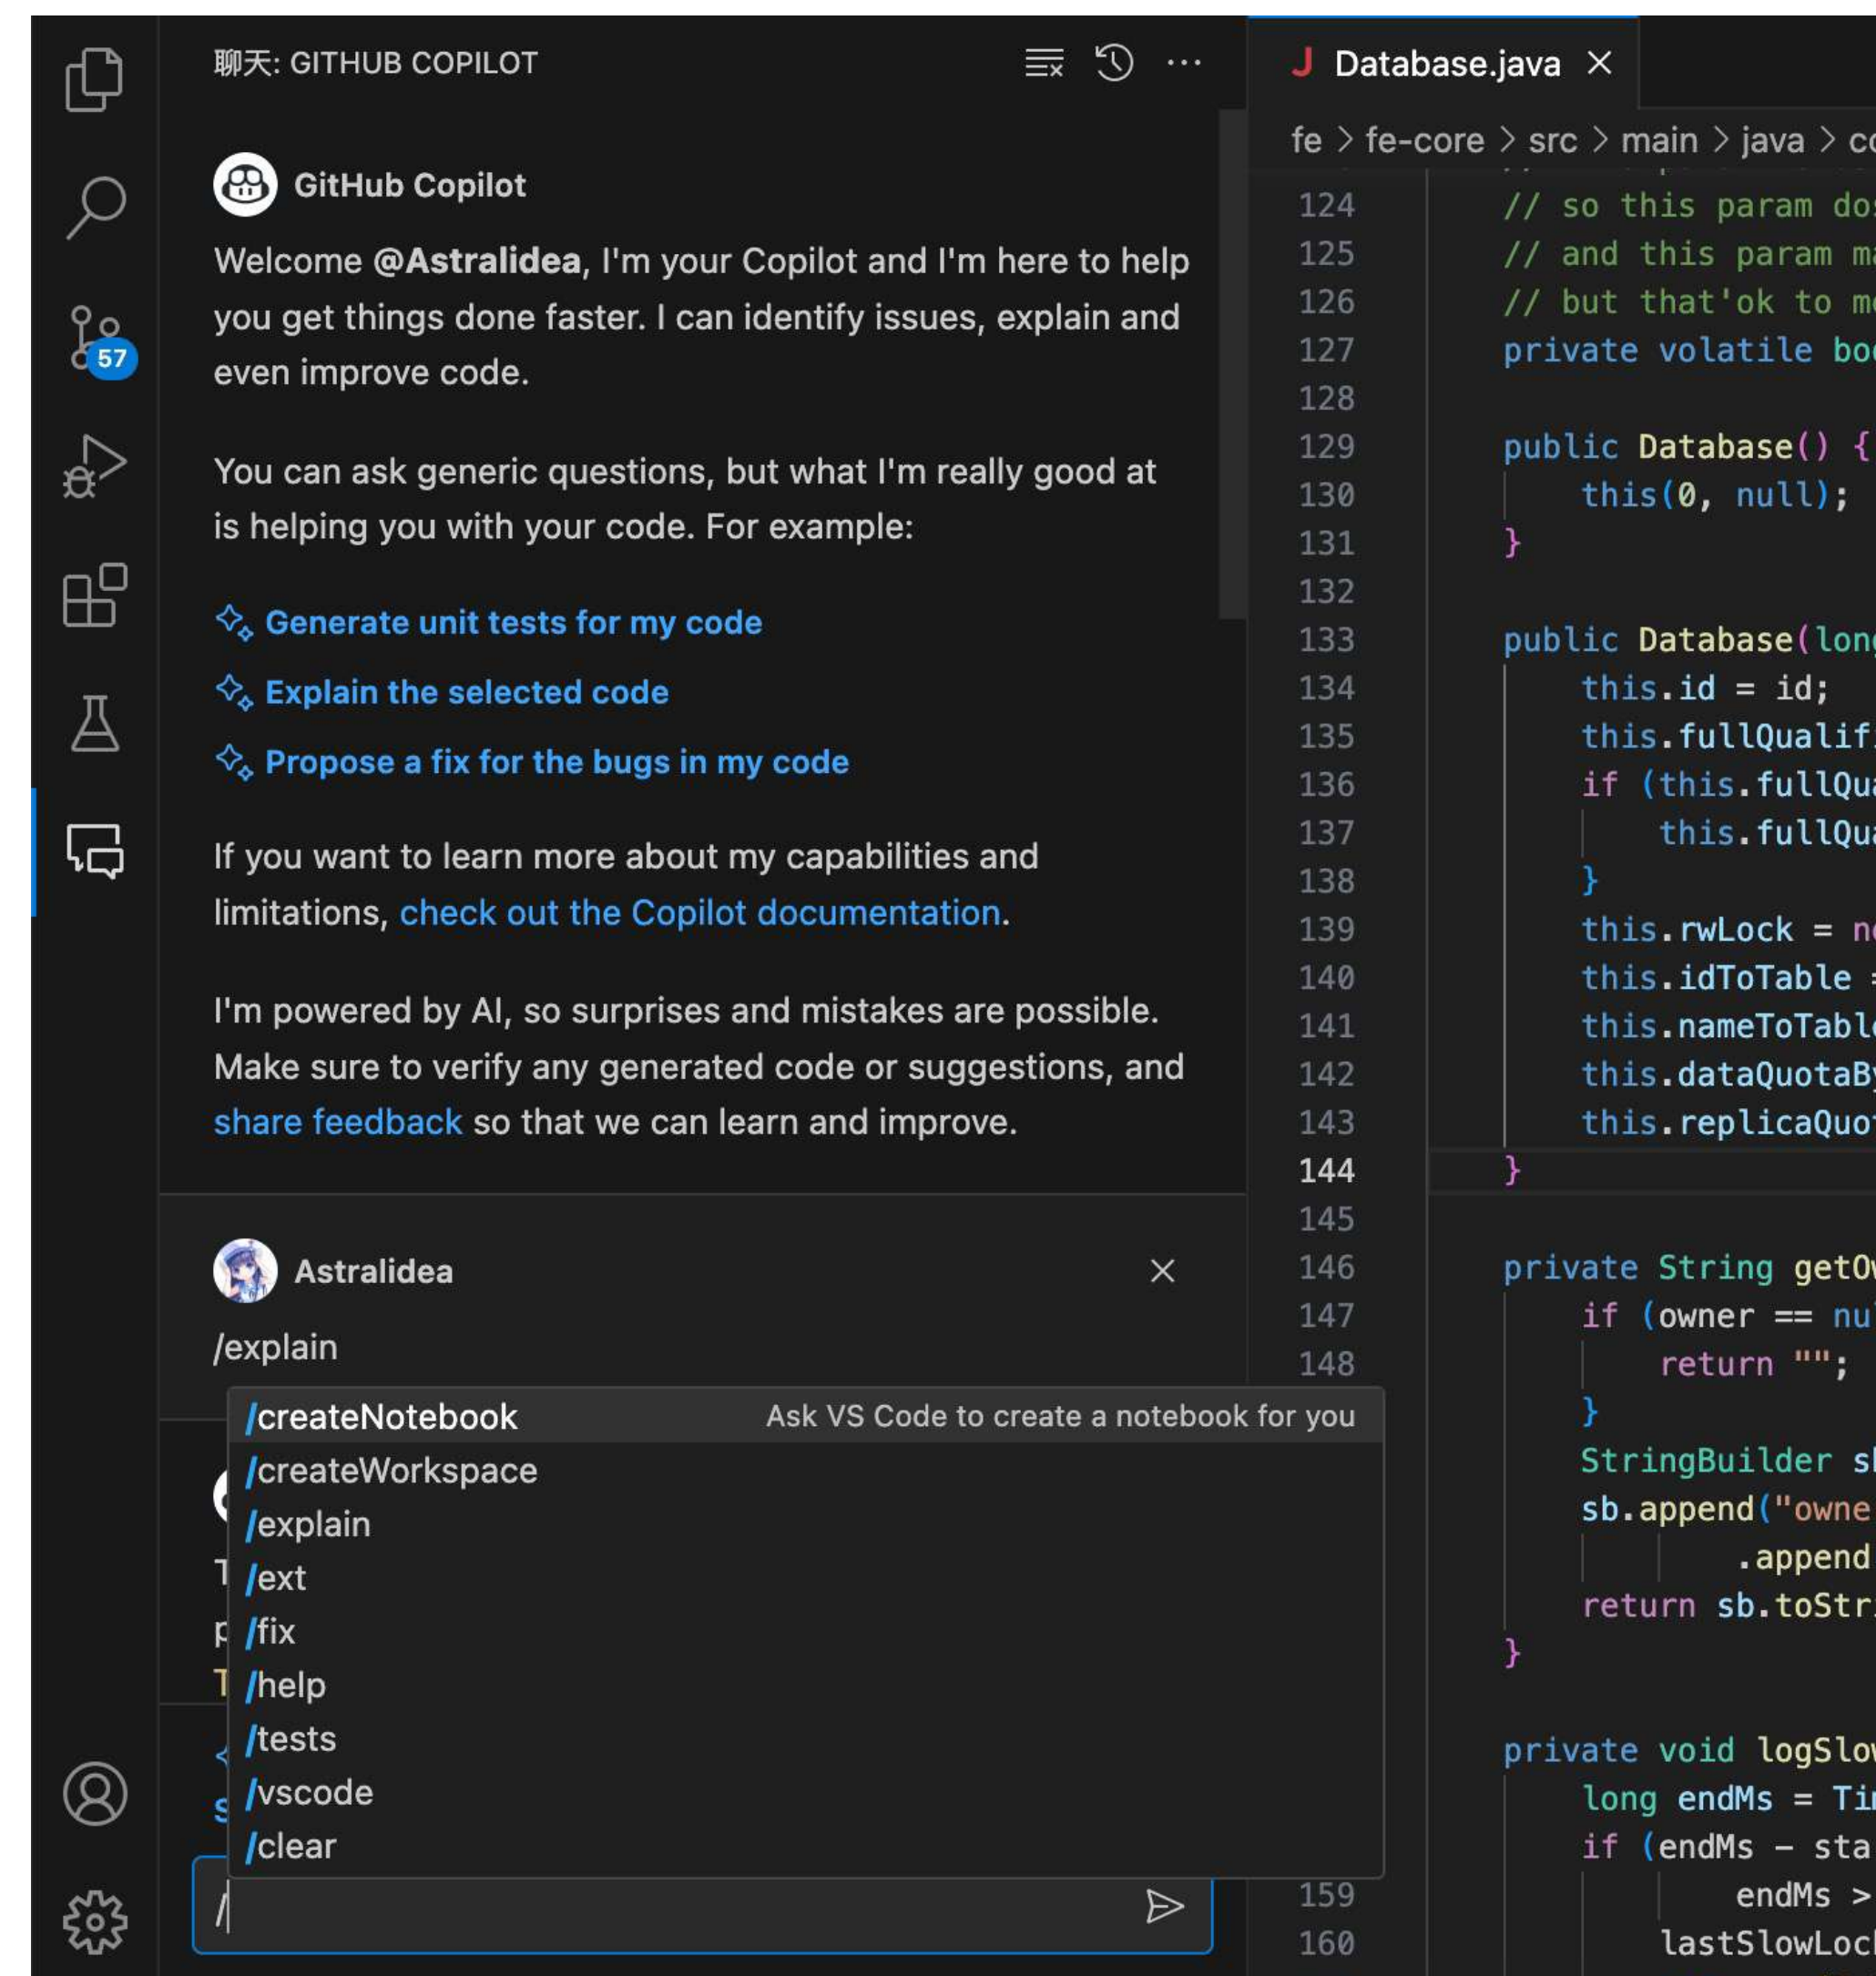 聊天: GITHUB COPILOT
GitHub Copilot
Welcome @Astralidea, I'm your Copilot and I'm here to help
you get things done faster. I can identify issues, explain and
even improve code.
You can ask generic questions, but what I'm really good at
is helping you with your code. For example:
Generate unit tests for my code
Explain the selected code
Propose a fix for the bugs in my code
If you want to learn more about my capabilities and
limitations, check out the Copilot documentation.
I'm powered by AI, so surprises and mistakes are possible.
Make sure to verify any generated code or suggestions, and
share feedback so that we can learn and improve.
Astralidea
/explain
/createNotebook Ask VS Code to create a notebook for you
/createWorkspace
/explain
/ext
/fix
/help
/tests
/vscode
/clear
/
57
J Database.java
fe > fe-core > src > main > java >
124 // so this param
125 // and this param
126 // but that'ok to
127 private volatile
128
129 public Database() {
130 this(0, null);
131 }
132
133 public Database(long
134 this.id = id;
135 this.
136 if (this.
137 this.
138 }
139 this.rwLock =
140 this.idToTable =
141 this.
142 this.
143 this.
144 }
145
146 private String
147 if (owner ==
148 return "";
}
StringBuilder
sb.append("
.append
return sb.
}
private void
long endMs =
if (endMs -
159 endMs >
160